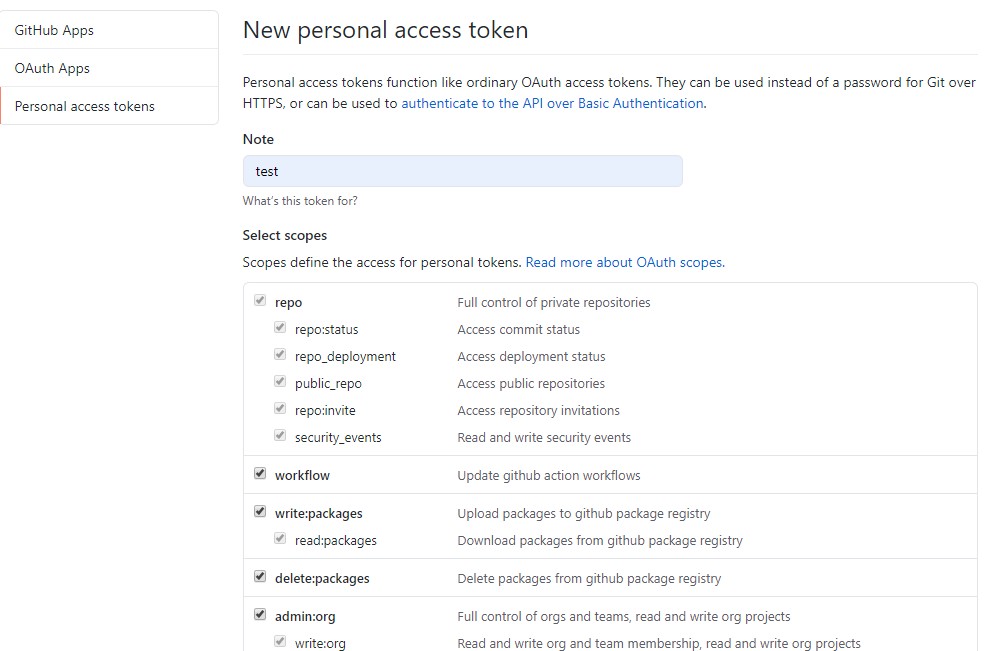 GitHub Apps
OAuth Apps
Personal access tokens
New personal access token
Personal access tokens function like ordinary OAuth access tokens. They can be used instead of a password for Git over
HTTPS, or can be used to authenticate to the API over Basic Authentication.
Note
test
What's this token for?
Select scopes
Scopes define the access for personal tokens. Read more about OAuth scopes.
repo Full control of private repositories
repo:status Access commit status
repo_deployment Access deployment status
public_repo Access public repositories
repo:invite Access repository invitations
security_events Read and write security events
workflow Update github action workflows
write:packages Upload packages to github package registry
read:packages Download packages from github package registry
delete:packages Delete packages from github package registry
admin:org Full control of orgs and teams, read and write org projects
write:org Read and write org and team membership, read and write org projects